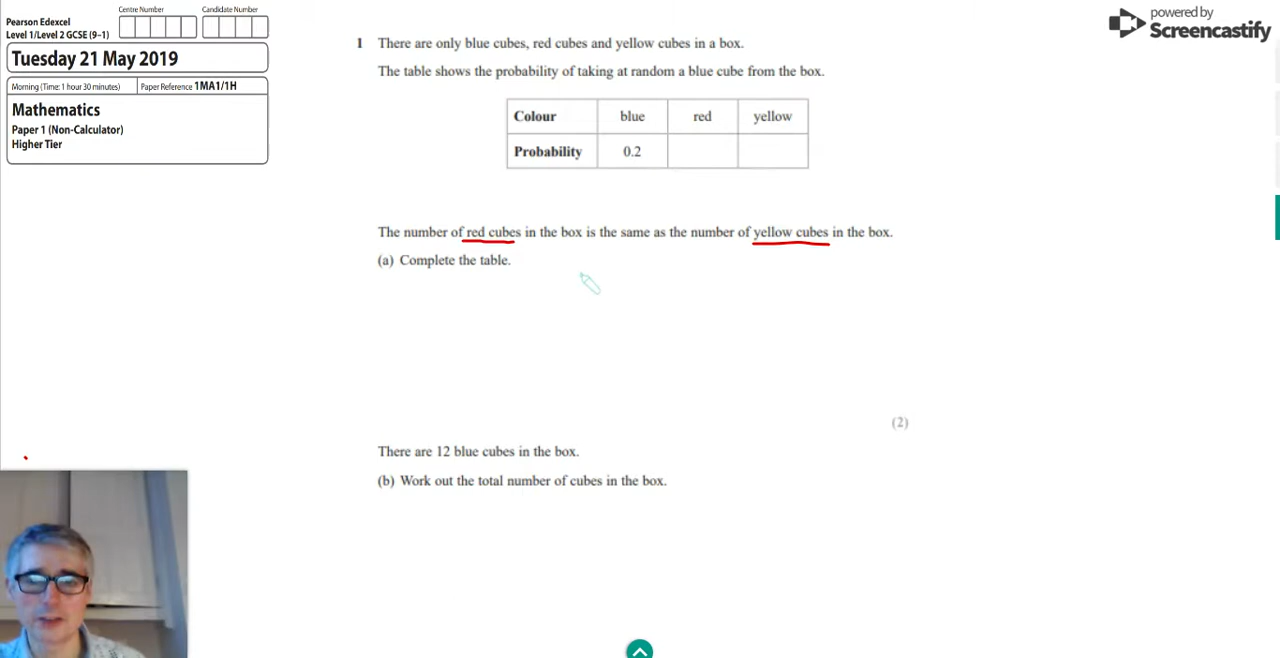 Centre Number
Candidate Number
Pearson Edexcel
Level 1/Level 2 GCSE (9–1)
Tuesday 21 May 2019
Morning (Time: 1 hour 30 minutes)
Paper Reference 1MA1/1H
Mathematics
Paper 1 (Non-Calculator)
Higher Tier
powered by
Screencastify
1 There are only blue cubes, red cubes and yellow cubes in a box.
The table shows the probability of taking at random a blue cube from the box.
Colour blue red yellow
Probability 0.2
The number of red cubes in the box is the same as the number of yellow cubes in the box.
(a) Complete the table.
(2)
There are 12 blue cubes in the box.
(b) Work out the total number of cubes in the box.